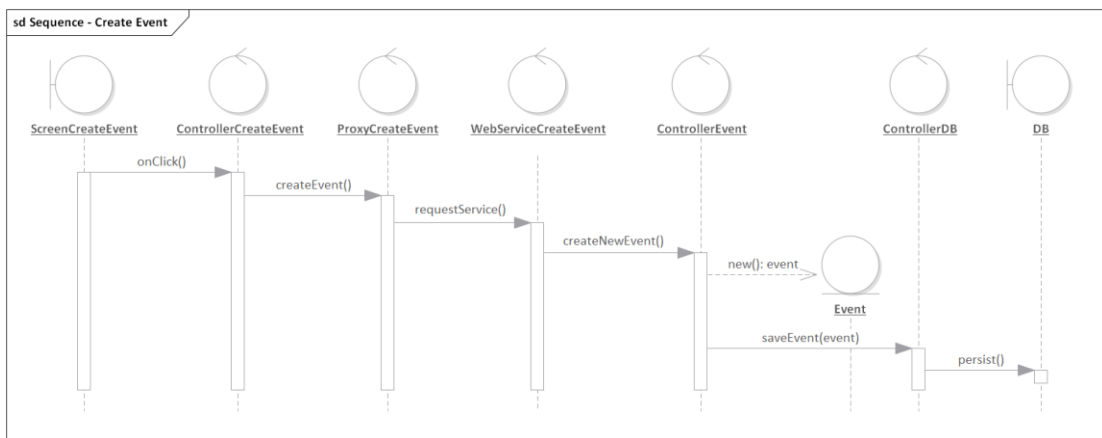 sd Sequence - Create Event
ScreenCreateEvent
ControllerCreateEvent
ProxyCreateEvent
WebServiceCreateEvent
ControllerEvent
ControllerDB
DB
onClick()
createEvent()
requestService()
createNewEvent()
new(): event
Event
saveEvent(event)
persist()